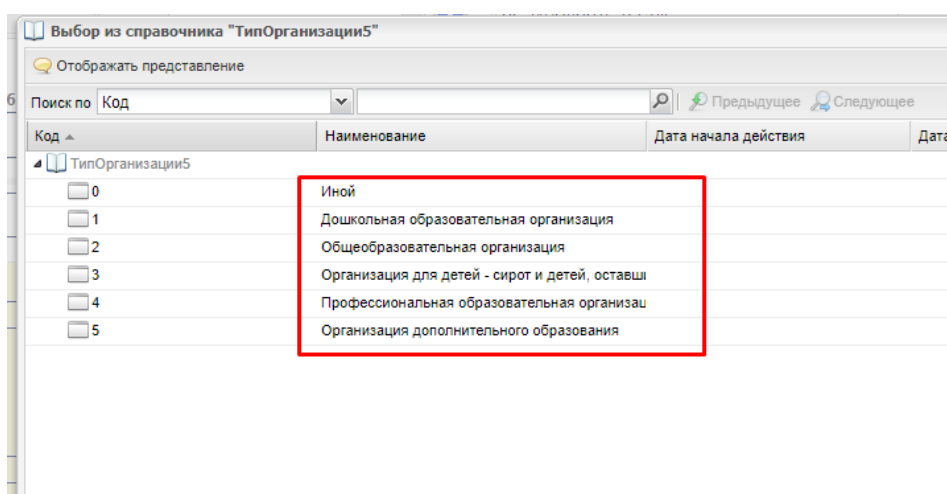 Выбор из справочника "ТипОрганизации5"
Отображать представление
Поиск по Код Предыдущее Следующее
Код Наименование Дата начала действия Дата
ТипОрганизации5
0 Иной
1 Дошкольная образовательная организация
2 Общеобразовательная организация
3 Организация для детей - сирот и детей, оставши
4 Профессиональная образовательная организац
5 Организация дополнительного образования